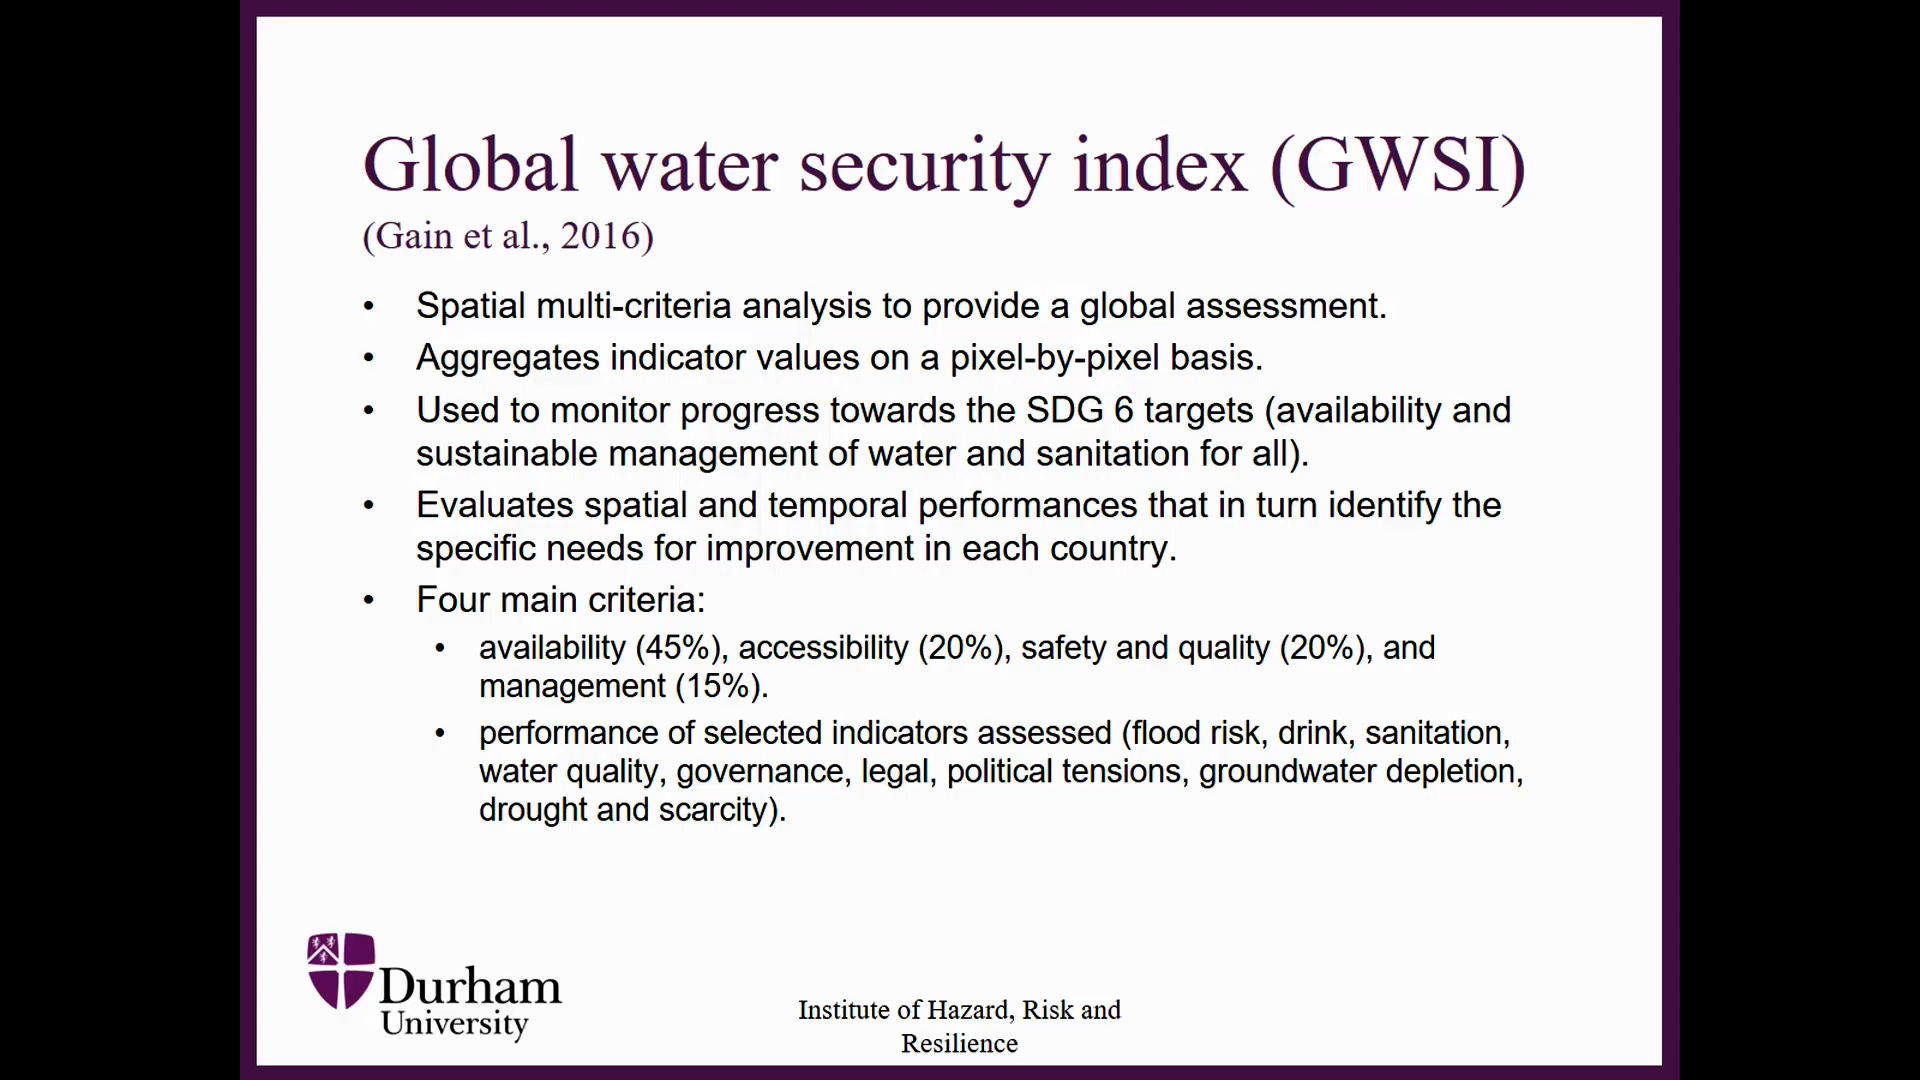 Global water security index (GWSI)
(Gain et al., 2016)
• Spatial multi-criteria analysis to provide a global assessment.
• Aggregates indicator values on a pixel-by-pixel basis.
• Used to monitor progress towards the SDG 6 targets (availability and
sustainable management of water and sanitation for all).
• Evaluates spatial and temporal performances that in turn identify the
specific needs for improvement in each country.
• Four main criteria:
• availability (45%), accessibility (20%), safety and quality (20%), and
management (15%).
• performance of selected indicators assessed (flood risk, drink, sanitation,
water quality, governance, legal, political tensions, groundwater depletion,
drought and scarcity).
Durham
University
Institute of Hazard, Risk and
Resilience